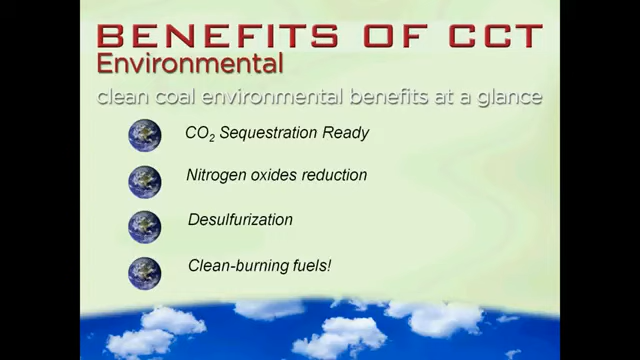 BENEFITS OF CCT
Environmental
clean coal environmental benefits at a glance
CO₂ Sequestration Ready
Nitrogen oxides reduction
Desulfurization
Clean-burning fuels!